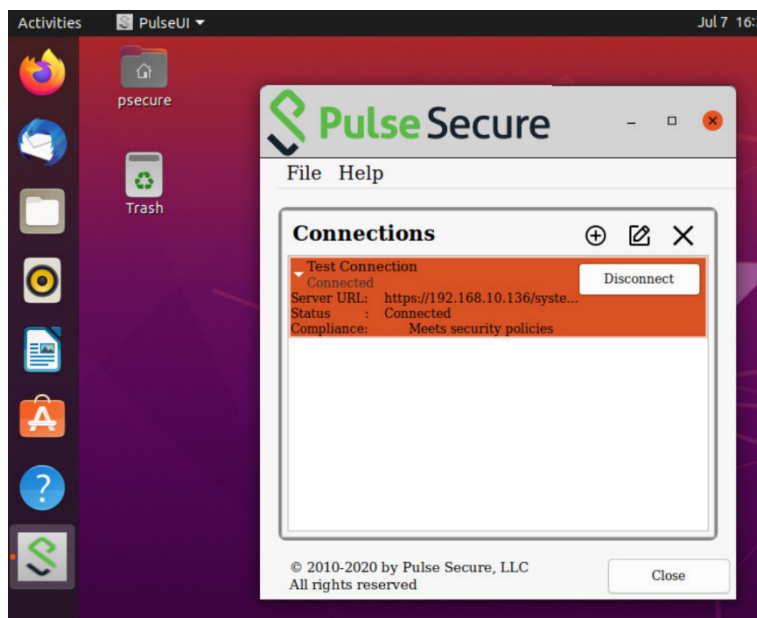 Activities PulseUI Jul 7 16:
psecure
Trash
Pulse Secure
File Help
Connections
Test Connection
Connected
Disconnect
Server URL: https://192.168.10.136/syste...
Status : Connected
Compliance: Meets security policies
© 2010-2020 by Pulse Secure, LLC
All rights reserved
Close